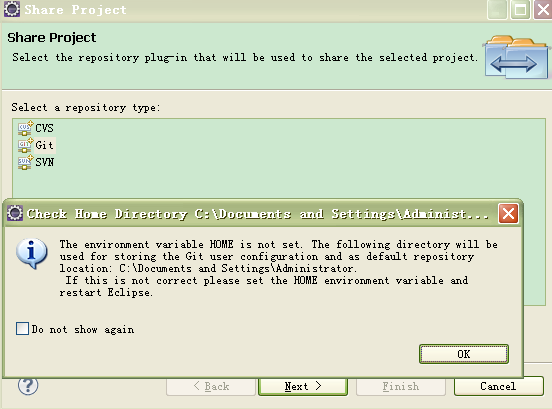 Share Project
Share Project
Select the repository plug-in that will be used to share the selected project.
Select a repository type:
CVS
Git
SVN
Check Home Directory C:\Documents and Settings\Administ...
The environment variable HOME is not set. The following directory will be
used for storing the Git user configuration and as default repository
location: C:\Documents and Settings\Administrator.
If this is not correct please set the HOME environment variable and
restart Eclipse.
Do not show again
OK
< Back
Next >
Finish
Cancel